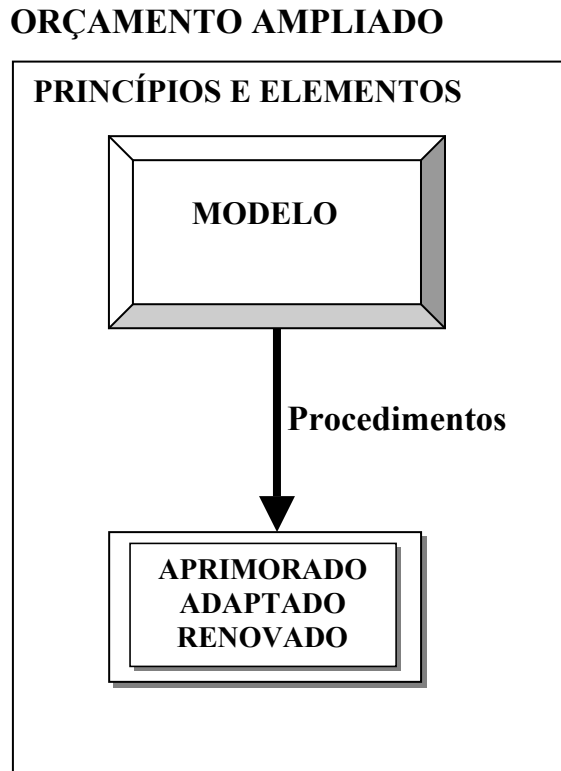 ORÇAMENTO AMPLIADO
PRINCÍPIOS E ELEMENTOS
MODELO
Procedimentos
APRIMORADO
ADAPTADO
RENOVADO